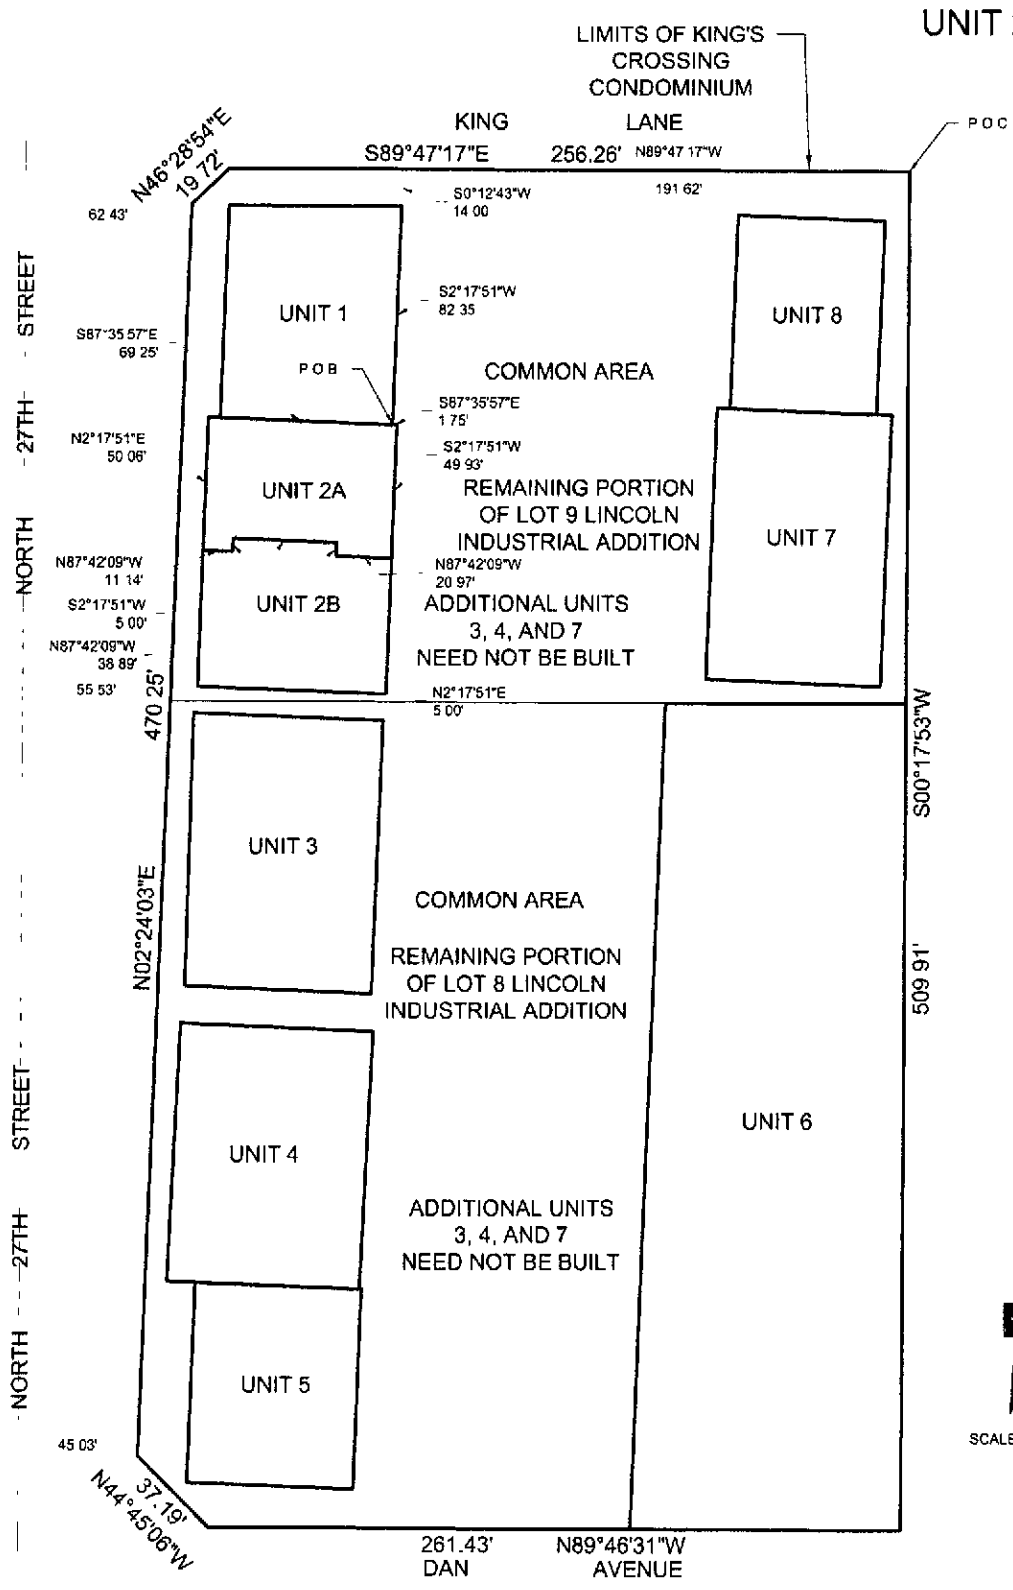 UNIT
LIMITS OF KING'S
CROSSING
CONDOMINIUM
KING LANE
POC
S89°47'17"E 256.26' N89°47 17"W
N46°28'54"E
19 72'
62 43'
S0°12'43"W
14 00
191 62'
NORTH 27TH STREET
UNIT 1
S2°17'51"W
82 35
UNIT 8
S87°35 57"E
69 25'
POB
COMMON AREA
S87°35'57"E
1 75'
N2°17'51"E
50 06'
S2°17'51"W
49 93'
UNIT 2A
REMAINING PORTION
OF LOT 9 LINCOLN
INDUSTRIAL ADDITION
UNIT 7
N87°42'09"W
11 14'
N87°42'09"W
20 97'
S2°17'51"W
5 00'
UNIT 2B
ADDITIONAL UNITS
3, 4, AND 7
NEED NOT BE BUILT
N87°42'09"W
38 89'
55 53'
N2°17'51"E
5 00'
470 25'
N02°24'03"E
S00°17'53"W
509 91'
UNIT 3
COMMON AREA
REMAINING PORTION
OF LOT 8 LINCOLN
INDUSTRIAL ADDITION
NORTH 27TH STREET
UNIT 4
UNIT 6
ADDITIONAL UNITS
3, 4, AND 7
NEED NOT BE BUILT
UNIT 5
45 03'
37.19'
N44°45'06"W
SCALE
261.43' N89°46'31"W
DAN AVENUE